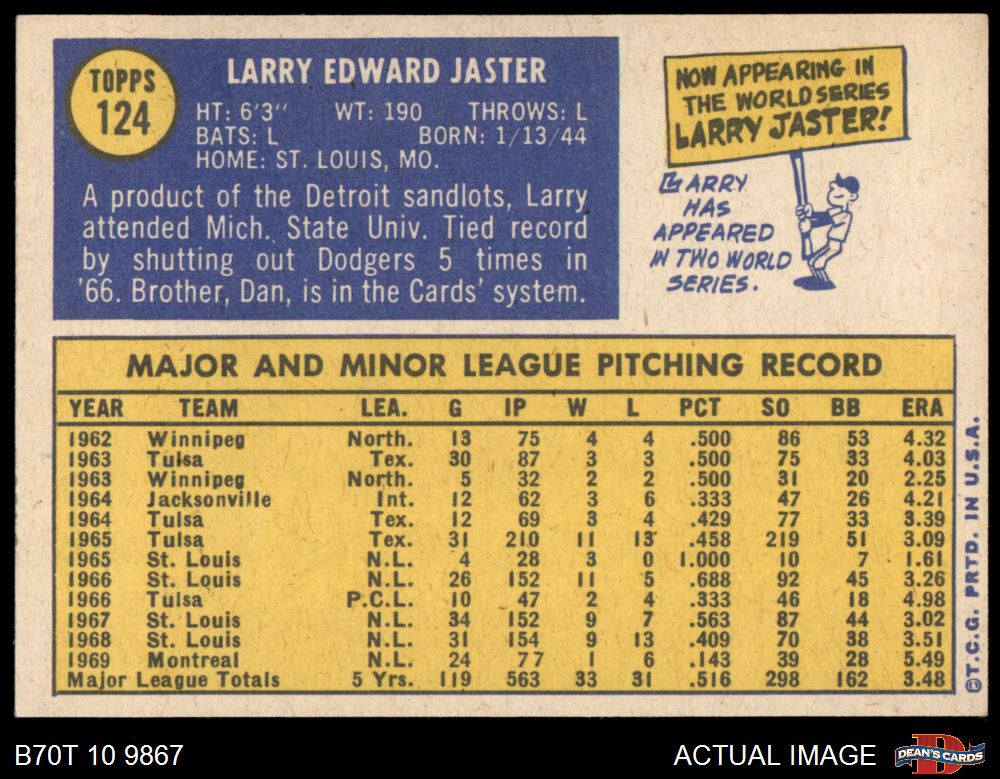 TOPPS
124
LARRY EDWARD JASTER
HT: 6'3" WT: 190 THROWS: L
BATS: L BORN: 1/13/44
HOME: ST. LOUIS, MO.
A product of the Detroit sandlots, Larry
attended Mich. State Univ. Tied record
by shutting out Dodgers 5 times in
'66. Brother, Dan, is in the Cards' system.
NOW APPEARING IN
THE WORLD SERIES
LARRY JASTER!
LARRY
HAS
APPEARED
IN TWO WORLD
SERIES.
MAJOR AND MINOR LEAGUE PITCHING RECORD
YEAR TEAM LEA. G IP W L PCT SO BB ERA
1962 Winnipeg North. 13 75 4 4 .500 86 53 4.32
1963 Tulsa Tex. 30 87 3 3 .500 75 33 4.03
1963 Winnipeg North. 5 32 2 2 .500 31 20 2.25
1964 Jacksonville Int. 12 62 3 6 .333 47 26 4.21
1964 Tulsa Tex. 12 69 3 4 .429 77 33 3.39
1965 Tulsa Tex. 31 210 11 13 .458 219 51 3.09
1965 St. Louis N.L. 4 28 3 0 1.000 10 7 1.61
1966 St. Louis N.L. 26 152 11 5 .688 92 45 3.26
1966 Tulsa P.C.L. 10 47 2 4 .333 46 18 4.98
1967 St. Louis N.L. 34 152 9 7 .563 87 44 3.02
1968 St. Louis N.L. 31 154 9 13 .409 70 38 3.51
1969 Montreal N.L. 24 77 1 6 .143 39 28 5.49
Major League Totals 5 Yrs. 119 563 33 31 .516 298 162 3.48
©T.C.G. PRTD. IN U.S.A.
B70T 10 9867
ACTUAL IMAGE
DEAN'S CARDS